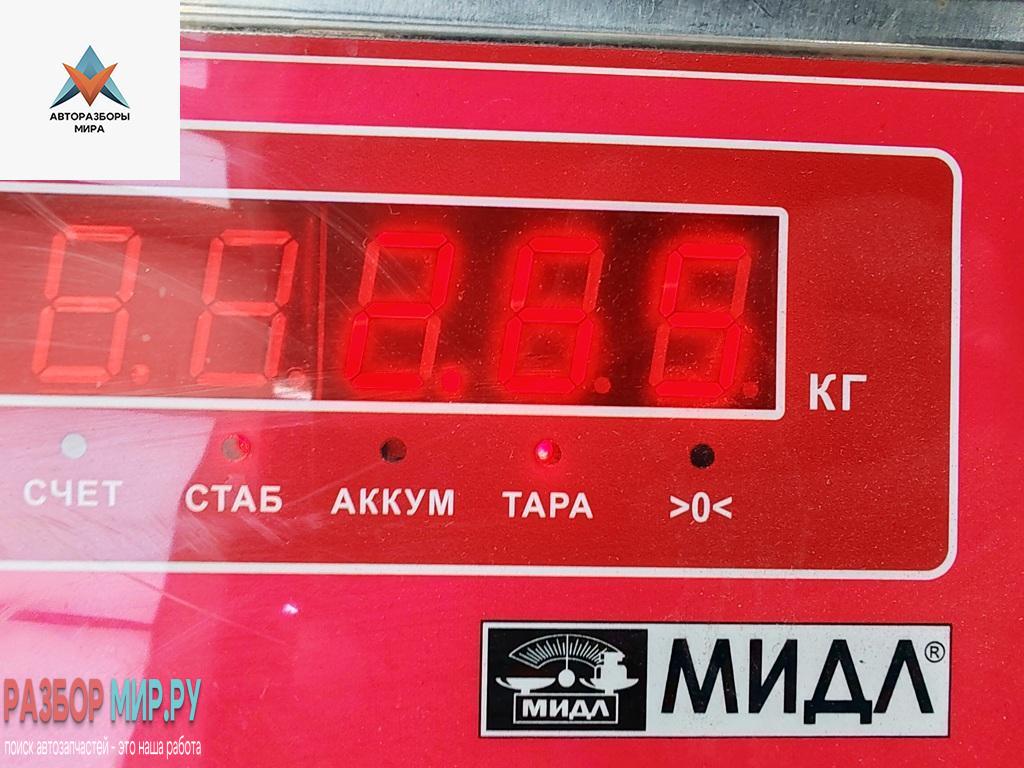 АВТОРАЗБОРЫ
МИРА
КГ
СЧЕТ СТАБ АККУМ ТАРА >0<
МИДЛ
МИДЛ®
РАЗБОР МИР.РУ
поиск автозапчастей - это наша работа